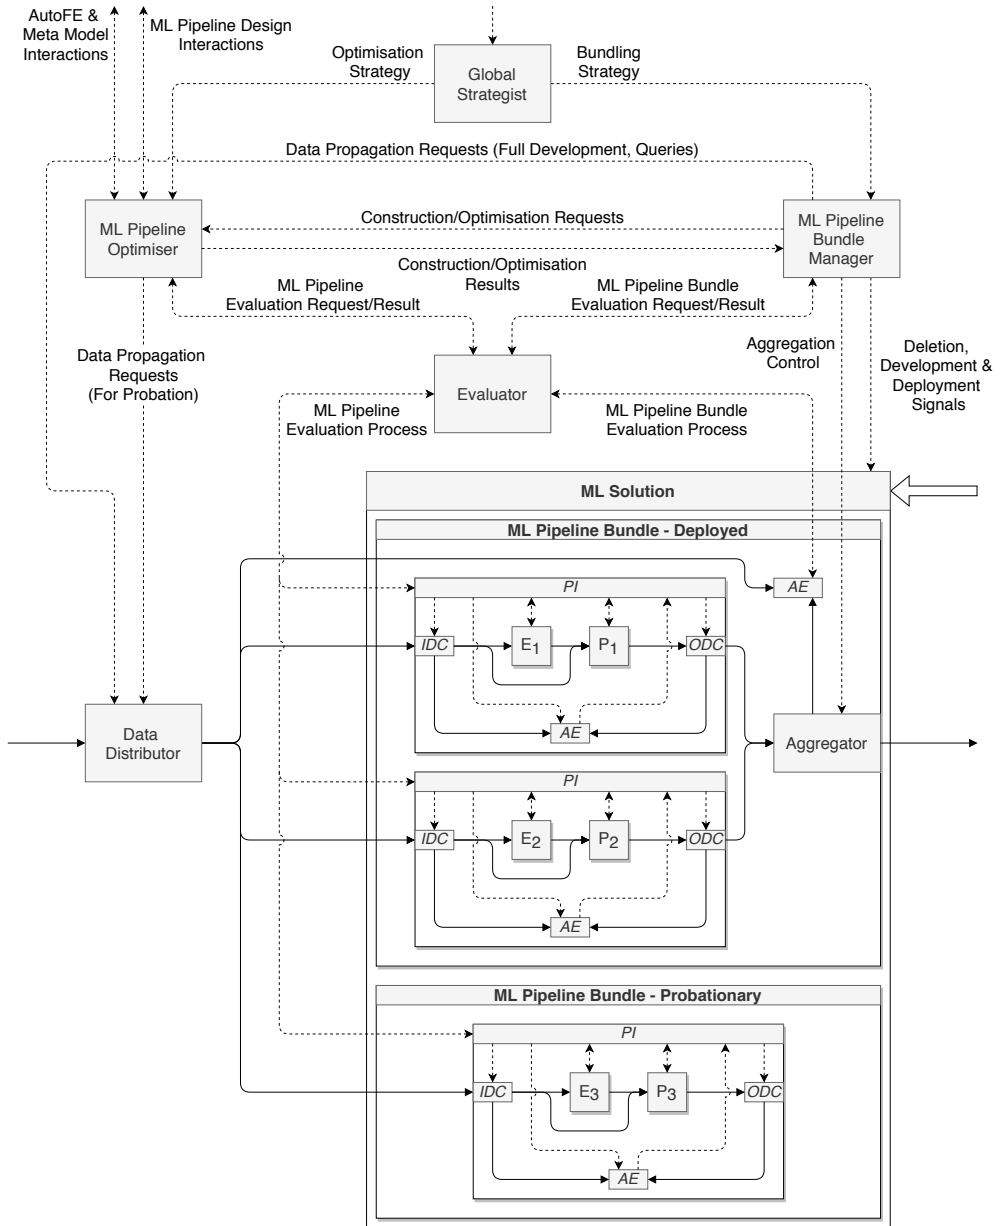 AutoFE &
Meta Model
Interactions
ML Pipeline Design
Interactions
Optimisation
Strategy
Global
Strategist
Bundling
Strategy
Data Propagation Requests (Full Development, Queries)
ML Pipeline
Optimiser
Construction/Optimisation Requests
ML Pipeline
Bundle
Manager
Construction/Optimisation
Results
ML Pipeline
Evaluation Request/Result
ML Pipeline Bundle
Evaluation Request/Result
Data Propagation
Requests
(For Probation)
Evaluator
Aggregation
Control
Deletion,
Development &
Deployment
Signals
ML Pipeline
Evaluation Process
ML Pipeline Bundle
Evaluation Process
ML Solution
ML Pipeline Bundle - Deployed
PI
AE
IDC
E1
P1
ODC
AE
Data
Distributor
Aggregator
PI
IDC
E2
P2
ODC
AE
ML Pipeline Bundle - Probationary
PI
IDC
E3
P3
ODC
AE